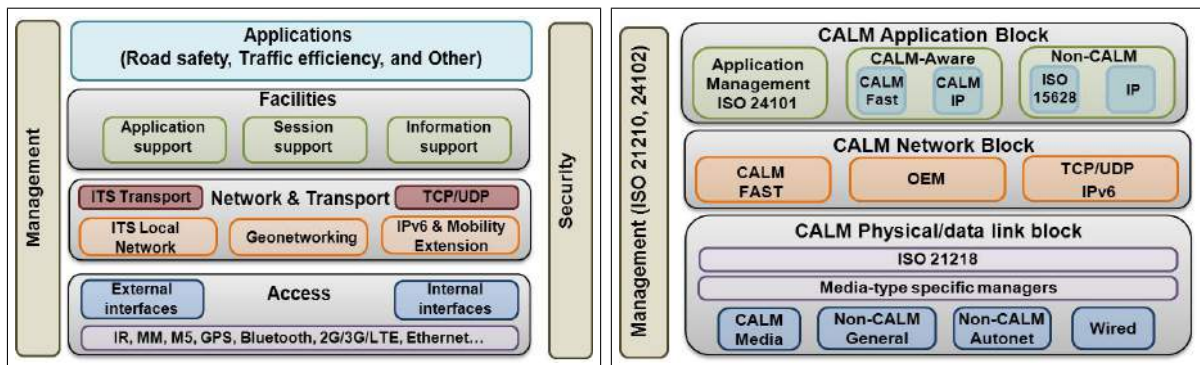 Management
Applications
(Road safety, Traffic efficiency, and Other)
Facilities
Application
support
Session
support
Information
support
ITS Transport
Network & Transport
TCP/UDP
ITS Local
Network
Geonetworking
IPv6 & Mobility
Extension
External
interfaces
Access
Internal
interfaces
IR, MM, M5, GPS, Bluetooth, 2G/3G/LTE, Ethernet...
Security
Management (ISO 21210, 24102)
CALM Application Block
Application
Management
ISO 24101
CALM-Aware
CALM
Fast
CALM
IP
Non-CALM
ISO
15628
IP
CALM Network Block
CALM
FAST
OEM
TCP/UDP
IPv6
CALM Physical/data link block
ISO 21218
Media-type specific managers
CALM
Media
Non-CALM
General
Non-CALM
Autonet
Wired